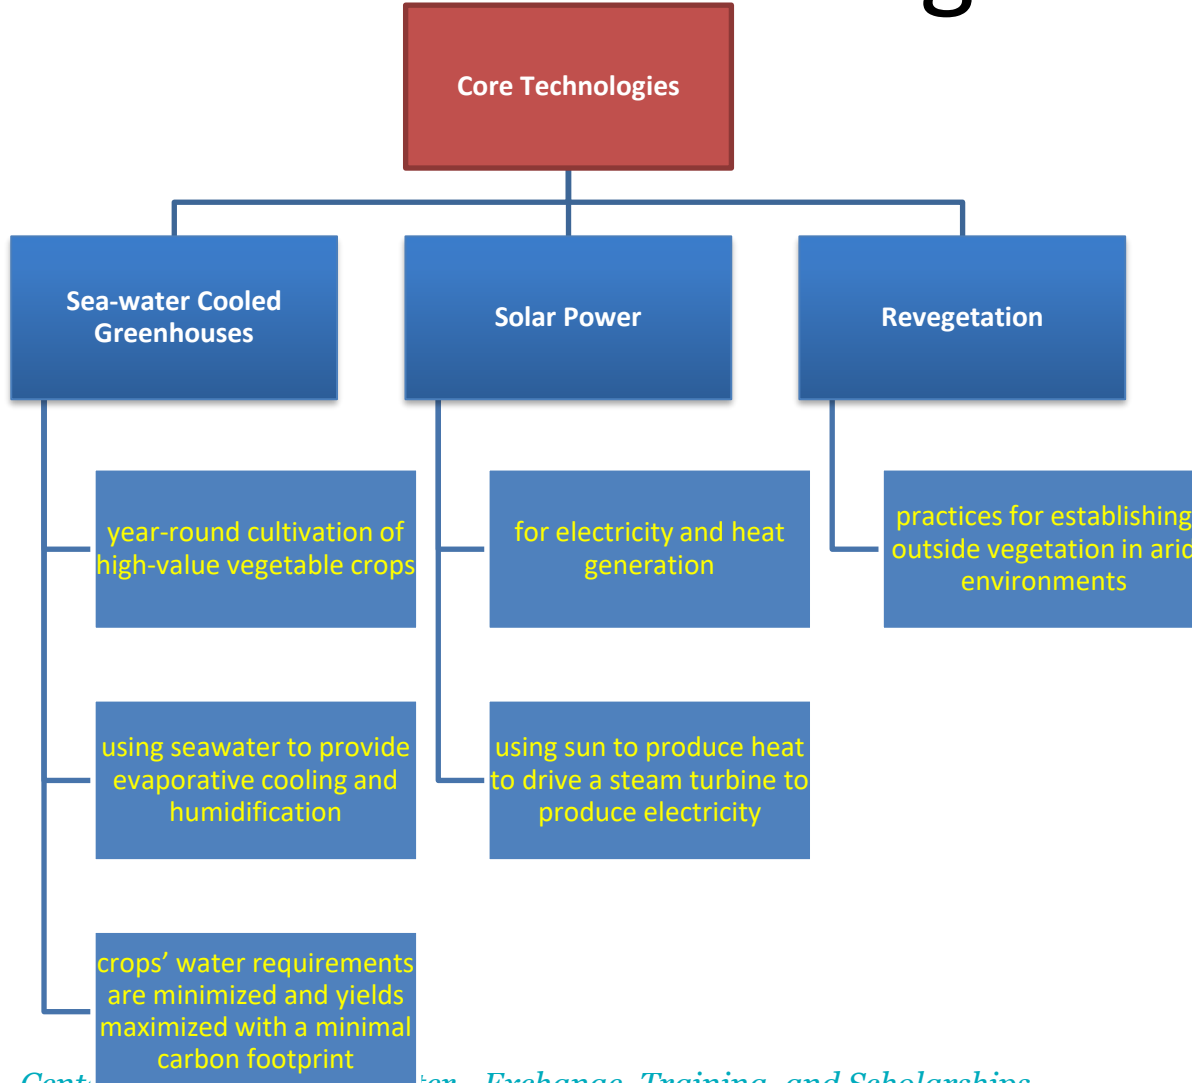 Core Technologies
Sea-water Cooled
Greenhouses
Solar Power
Revegetation
year-round cultivation of
high-value vegetable crops
for electricity and heat
generation
practices for establishing
outside vegetation in arid
environments
using seawater to provide
evaporative cooling and
humidification
using sun to produce heat
to drive a steam turbine to
produce electricity
crops’ water requirements
are minimized and yields
maximized with a minimal
carbon footprint
Exchange, Training, and Scholarships